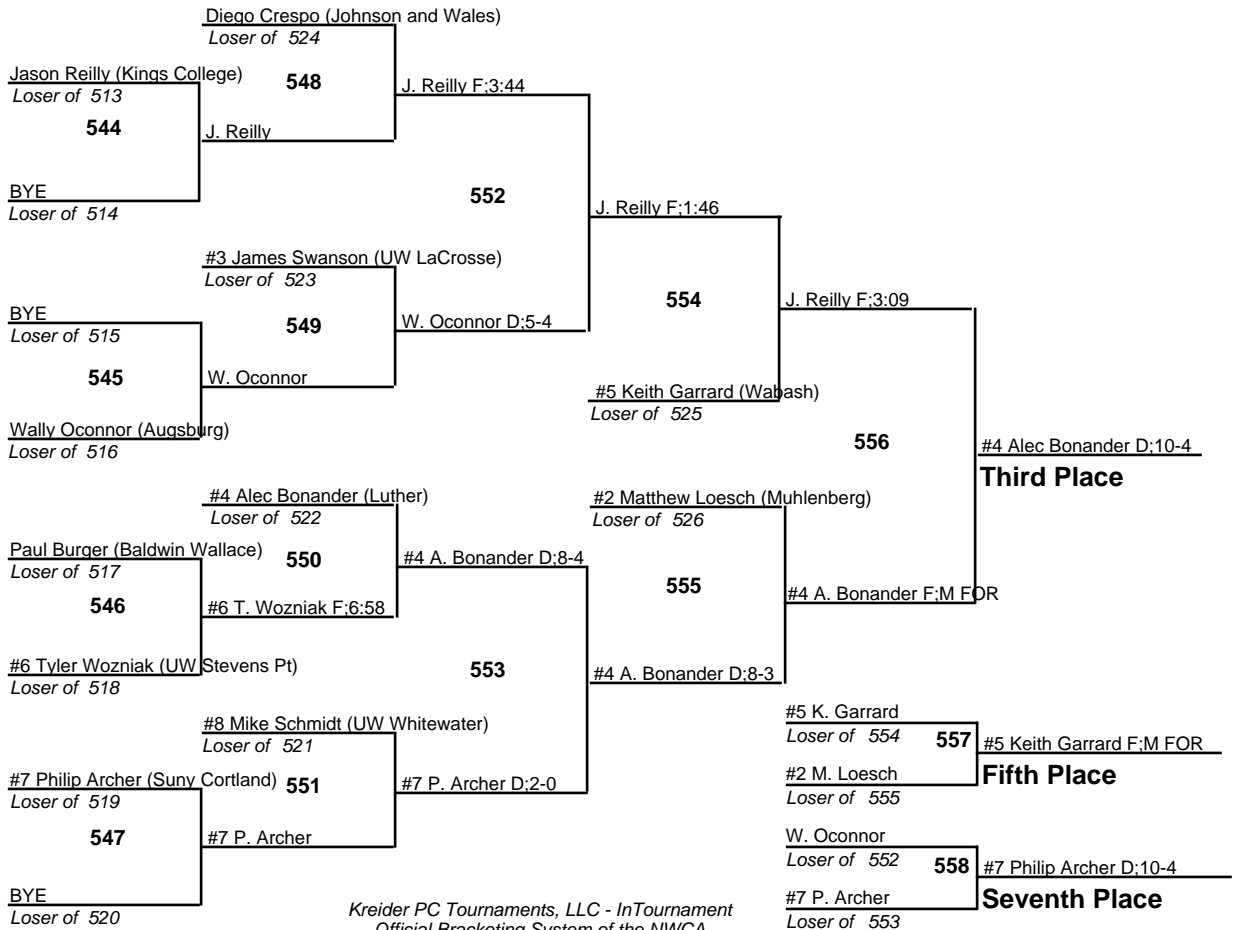 Diego Crespo (Johnson and Wales)
Loser of 524
Jason Reilly (Kings College)
Loser of 513
548
J. Reilly F;3:44
544
J. Reilly
BYE
Loser of 514
552
J. Reilly F;1:46
#3 James Swanson (UW LaCrosse)
Loser of 523
BYE
Loser of 515
549
W. Oconnor D;5-4
554
J. Reilly F;3:09
545
W. Oconnor
#5 Keith Garrard (Wabash)
Loser of 525
Wally Oconnor (Augsburg)
Loser of 516
556
#4 Alec Bonander D;10-4
Third Place
#4 Alec Bonander (Luther)
Loser of 522
#2 Matthew Loesch (Muhlenberg)
Loser of 526
Paul Burger (Baldwin Wallace)
Loser of 517
550
#4 A. Bonander D;8-4
546
#6 T. Wozniak F;6:58
555
#4 A. Bonander F;M FOR
#6 Tyler Wozniak (UW Stevens Pt)
Loser of 518
553
#4 A. Bonander D;8-3
#8 Mike Schmidt (UW Whitewater)
Loser of 521
#5 K. Garrard
Loser of 554
557
#5 Keith Garrard F;M FOR
Fifth Place
#7 Philip Archer (Suny Cortland)
Loser of 519
551
#7 P. Archer D;2-0
#2 M. Loesch
Loser of 555
547
#7 P. Archer
W. Oconnor
Loser of 552
558
#7 Philip Archer D;10-4
Seventh Place
BYE
Loser of 520
#7 P. Archer
Loser of 553
Kreider PC Tournaments, LLC - InTournament
Official Bracketing System of the NWCA